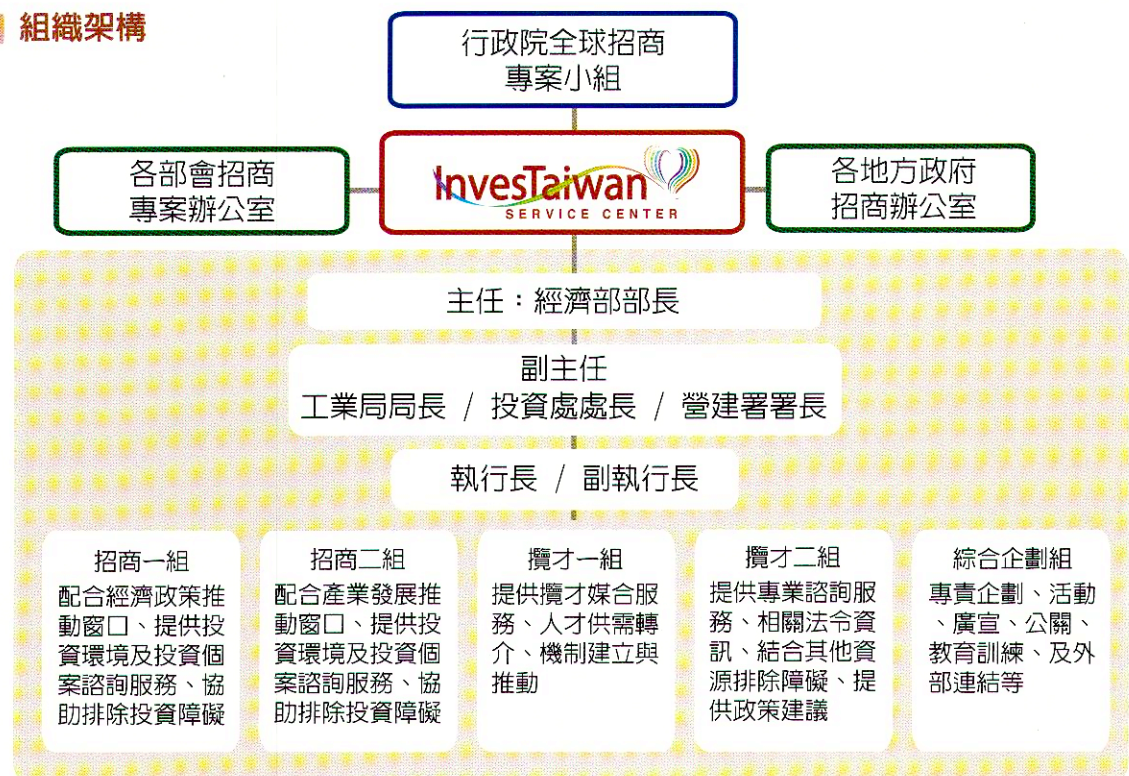 組織架構
行政院全球招商
專案小組
各部會招商
專案辦公室
InvesTaiwan
SERVICE CENTER
各地方政府
招商辦公室
主任：經濟部部長
副主任
工業局局長 / 投資處處長 / 營建署署長
執行長 / 副執行長
招商一組
配合經濟政策推
動窗口、提供投
資環境及投資個
案諮詢服務、協
助排除投資障礙
招商二組
配合產業發展推
動窗口、提供投
資環境及投資個
案諮詢服務、協
助排除投資障礙
攬才一組
提供攬才媒合服
務、人才供需轉
介、機制建立與
推動
攬才二組
提供專業諮詢服
務、相關法令資
訊、結合其他資
源排除障礙、提
供政策建議
綜合企劃組
專責企劃、活動
、廣宣、公關、
教育訓練、及外
部連結等